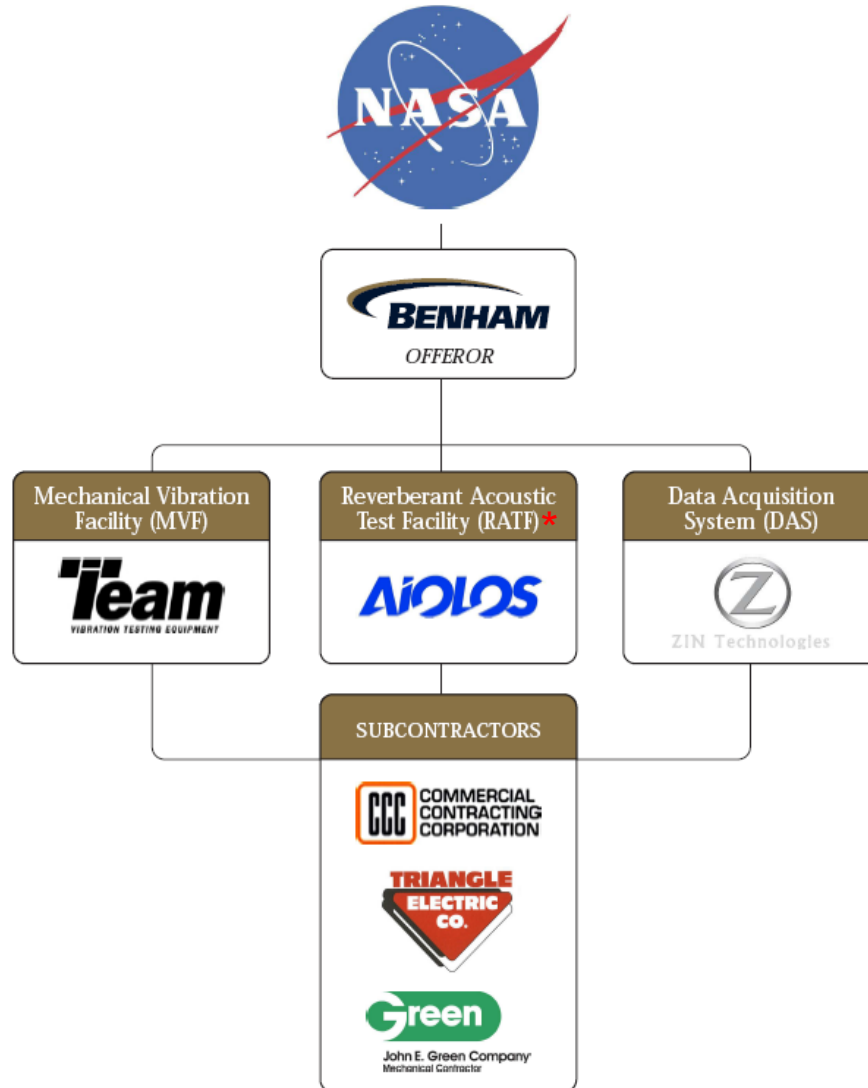 NASA
BENHAM
OFFEROR
Mechanical Vibration
Facility (MVF)
Team
VIBRATION TESTING EQUIPMENT
Reverberant Acoustic
Test Facility (RATF)*
AiOLOS
Data Acquisition
System (DAS)
Z
ZIN Technologies
SUBCONTRACTORS
CCC
COMMERCIAL
CONTRACTING
CORPORATION
TRIANGLE
ELECTRIC
CO.
Green
John E. Green Company
Mechanical Contractor